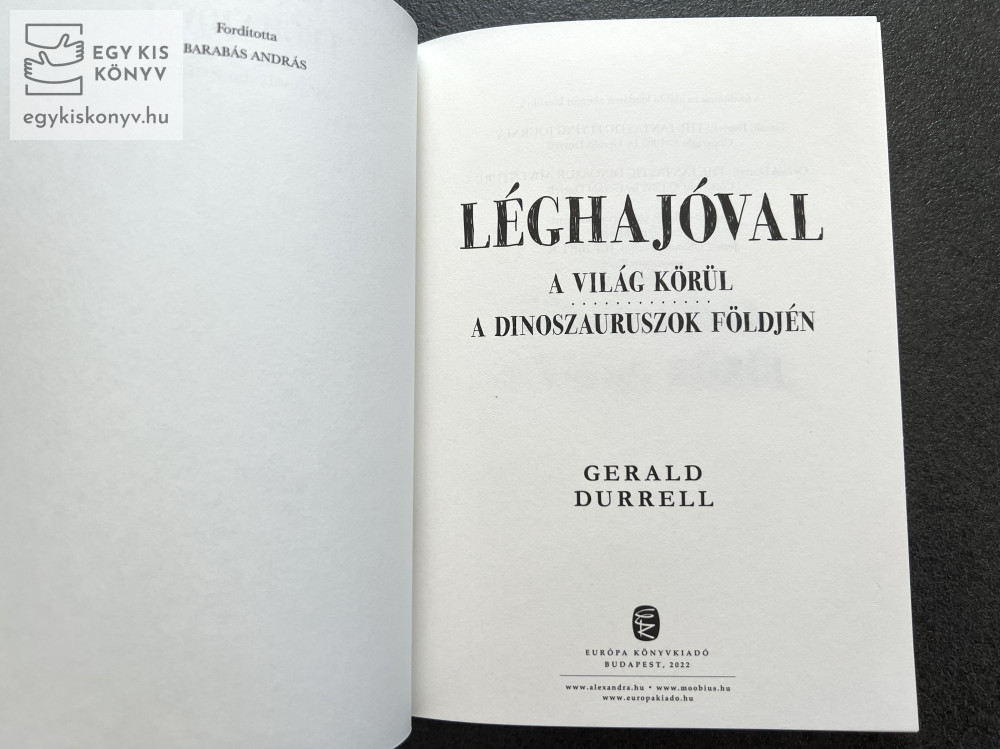 Fordította
BARABÁS ANDRÁS
EGY KIS
KÖNYV
egykiskonyv.hu
LÉGHAJÓVAL
A VILÁG KÖRÜL
A DINOSZAURUSZOK FÖLDJÉN
GERALD
DURRELL
EURÓPA KÖNYVKIADÓ
BUDAPEST, 2022
www.alexandra.hu • www.moobius.hu
www.europakiado.hu